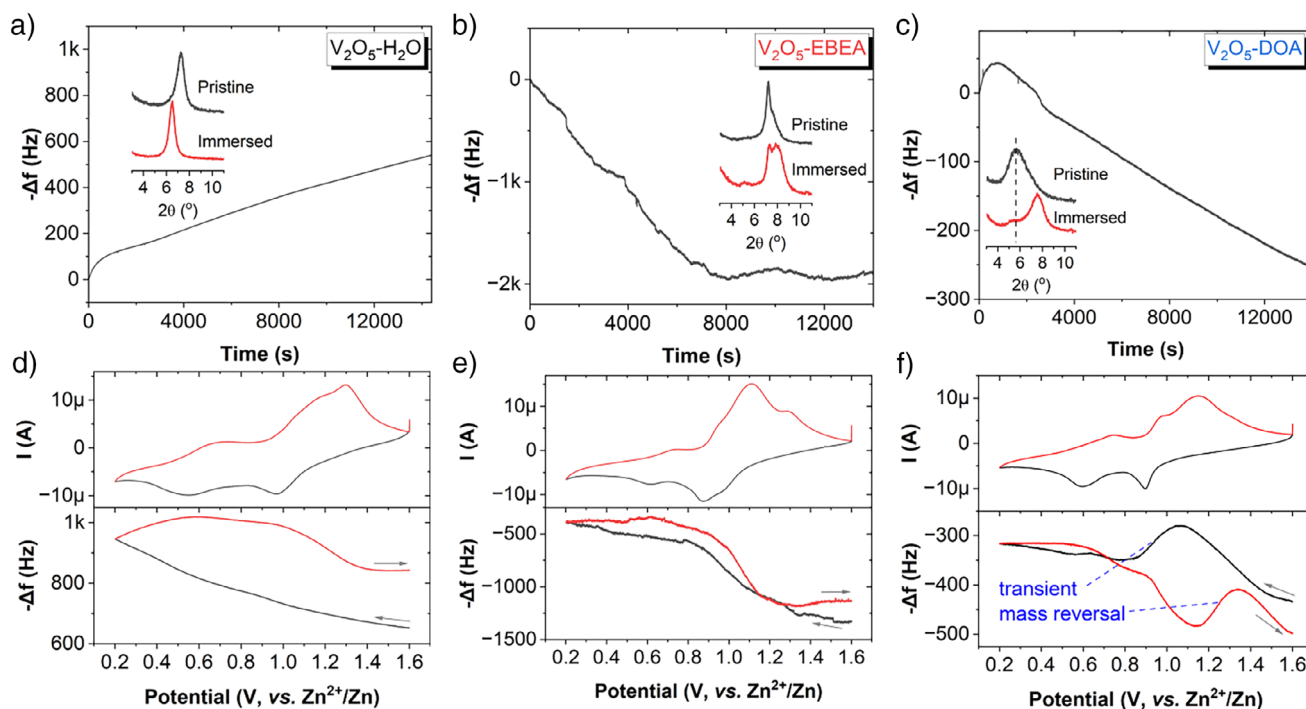 a)
V₂O₅-H₂O
1k
800
600
400
200
0
-Δf (Hz)
Pristine
Immersed
4 6 8 10
2θ (°)
0 4000 8000 12000
Time (s)
b)
V₂O₅-EBEA
0
−1k
−2k
-Δf (Hz)
Pristine
Immersed
4 6 8 10
2θ (°)
0 4000 8000 12000
Time (s)
c)
V₂O₅-DOA
0
−100
−200
−300
-Δf (Hz)
Pristine
Immersed
4 6 8 10
2θ (°)
0 4000 8000 12000
Time (s)
d)
10µ
0
−10µ
I (A)
1k
800
600
-Δf (Hz)
0.2 0.4 0.6 0.8 1.0 1.2 1.4 1.6
Potential (V, vs. Zn²⁺/Zn)
e)
10µ
0
−10µ
I (A)
−500
−1000
−1500
-Δf (Hz)
0.2 0.4 0.6 0.8 1.0 1.2 1.4 1.6
Potential (V, vs. Zn²⁺/Zn)
f)
10µ
0
−10µ
I (A)
−300
−400
−500
-Δf (Hz)
transient
mass reversal
0.2 0.4 0.6 0.8 1.0 1.2 1.4 1.6
Potential (V, vs. Zn²⁺/Zn)